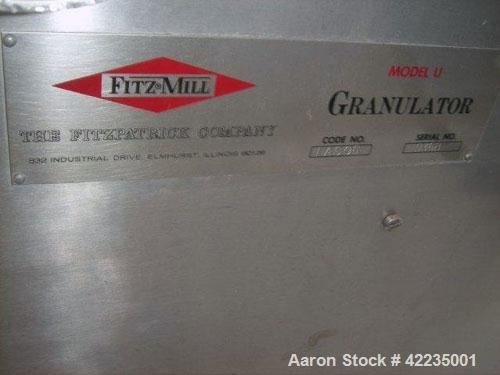 FITZ MILL
MODEL U
GRANULATOR
THE FITZPATRICK COMPANY
832 INDUSTRIAL DRIVE, ELMHURST, ILLINOIS 60126
CODE NO.
SERIAL NO.
Aaron Stock # 42235001